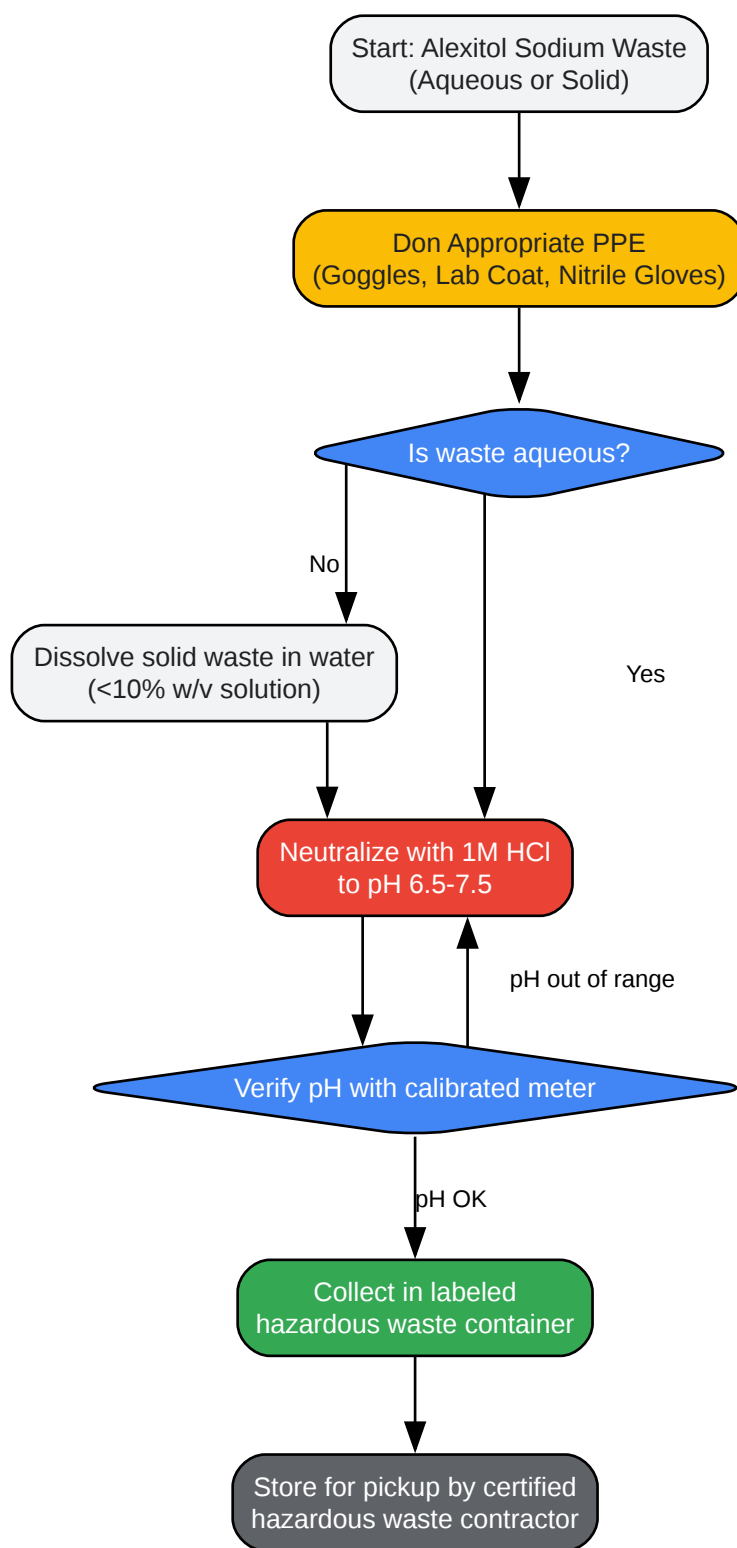 Start: Alexitol Sodium Waste
(Aqueous or Solid)
Don Appropriate PPE
(Goggles, Lab Coat, Nitrile Gloves)
Is waste aqueous?
No
Dissolve solid waste in water
(<10% w/v solution)
Yes
Neutralize with 1M HCl
to pH 6.5-7.5
pH out of range
Verify pH with calibrated meter
pH OK
Collect in labeled
hazardous waste container
Store for pickup by certified
hazardous waste contractor